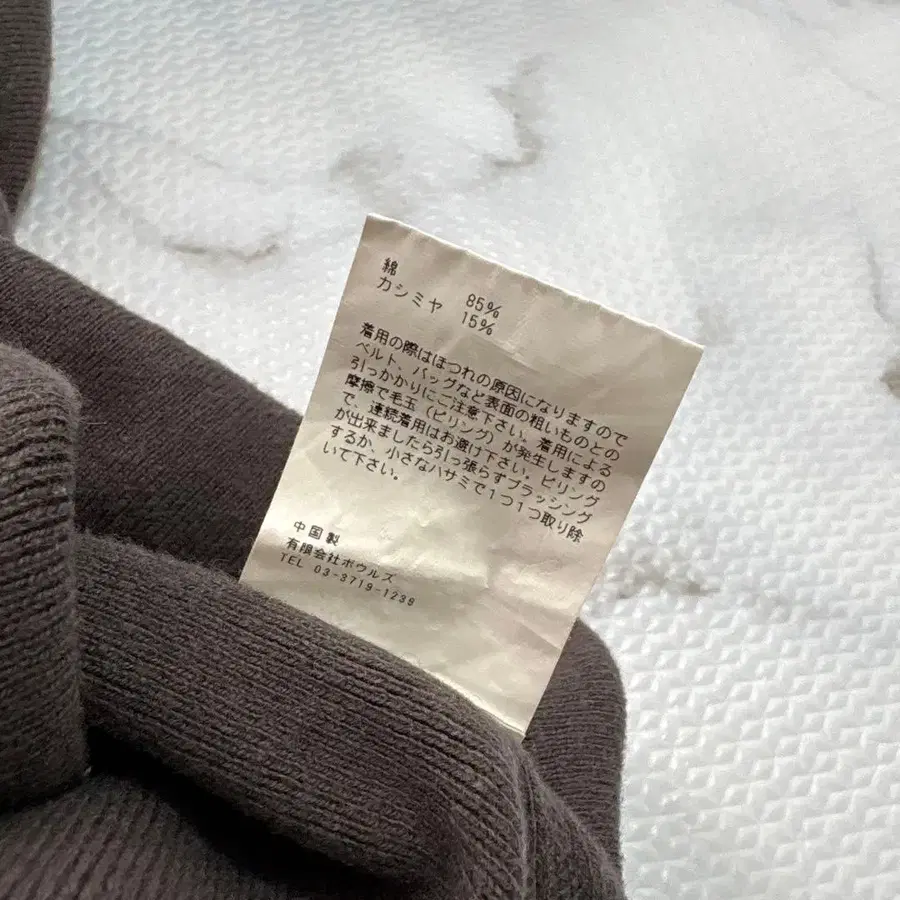 綿 85%
カシミヤ 15%
着用の際はほつれの原因になりますので
ベルト、バッグなど表面の粗いものとの
引っかかりにご注意下さい。着用による
摩擦で毛玉（ピリング）が発生しますの
で、連続着用はお避け下さい。ピリング
が出来ましたら引っ張らずブラッシング
するか、小さなハサミで1つ1つ取り除
いて下さい。
中国製
有限会社ボウルズ
TEL 03-3719-1239